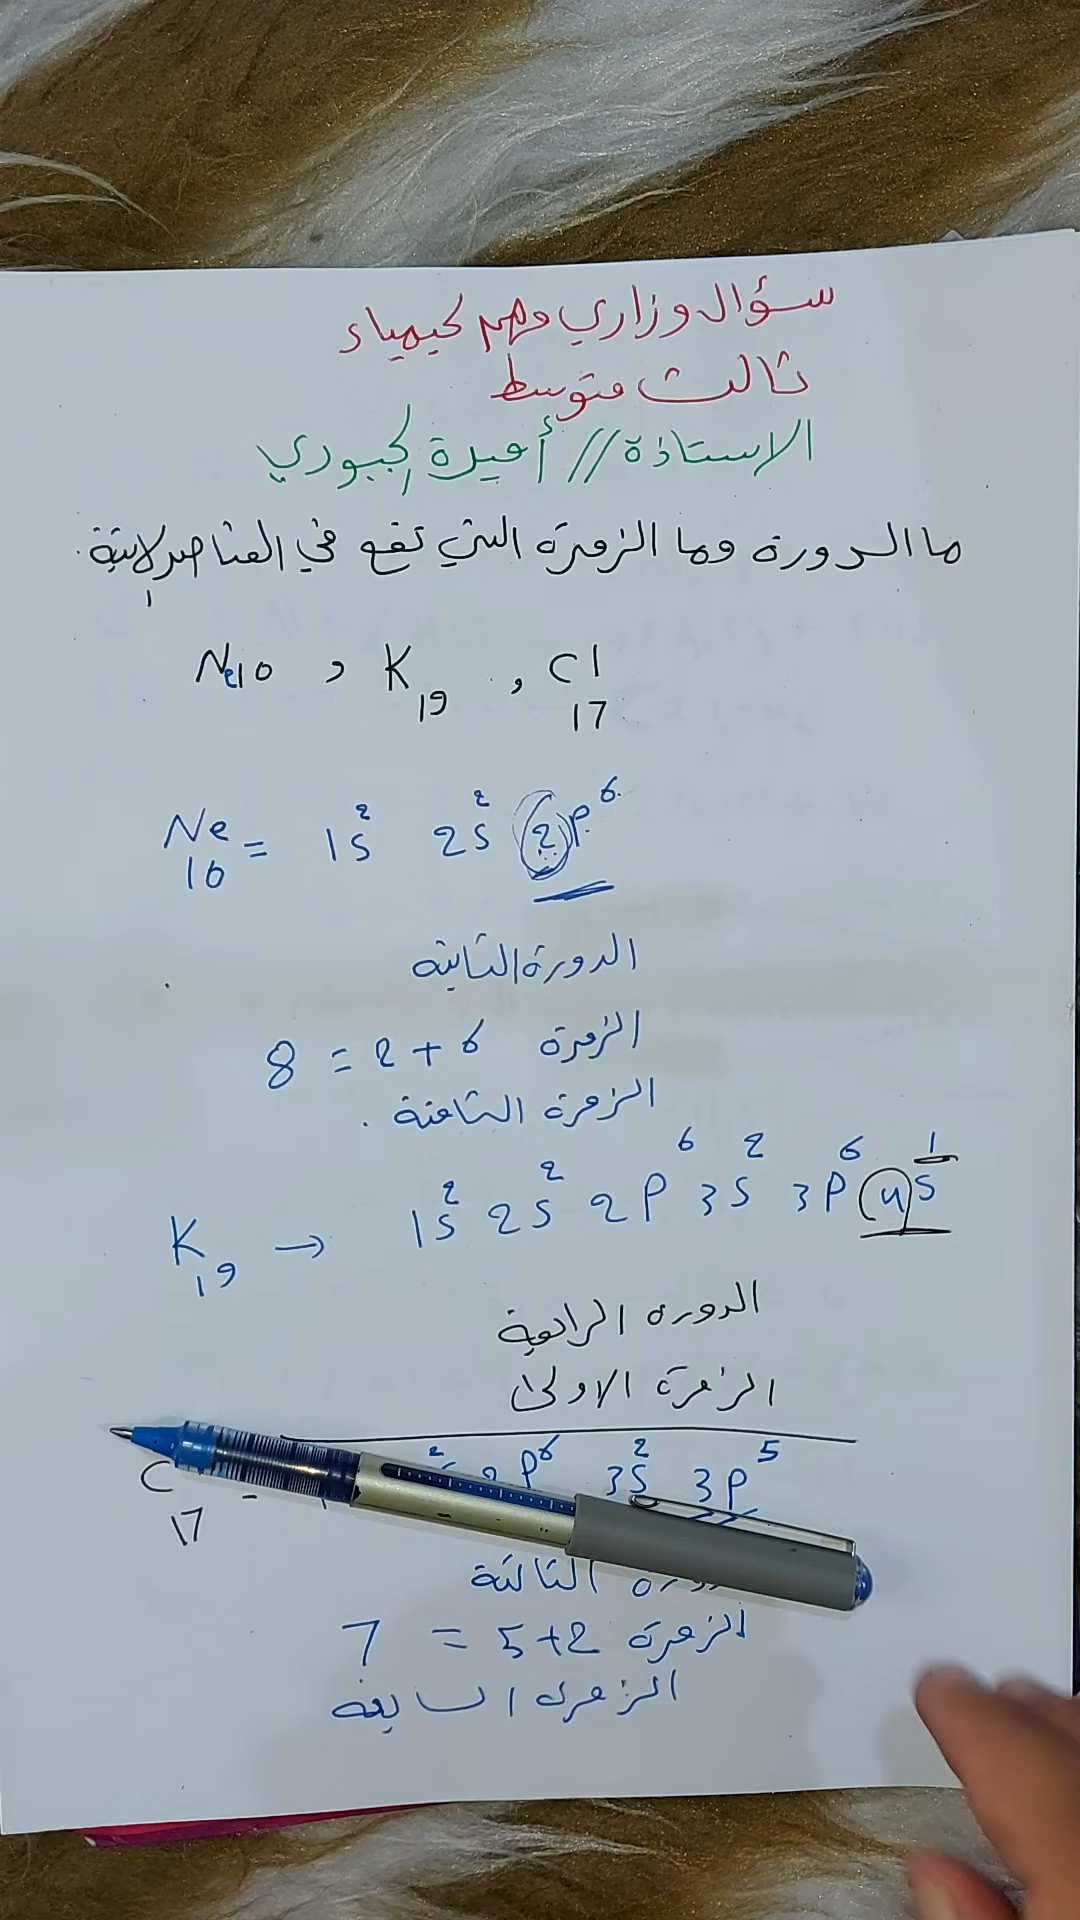 سؤال وزاري مهم كيمياء
ثالث متوسط
الاستاذة // أميرة الجبوري
ما الدورة وما الزمرة التي تقع في العناصر الاتية
Ne10 , K19 , Cl17
Ne10 = 1s² 2s² 2p⁶
الدورة الثانية
الزمرة 6 + 2 = 8
الزمرة الثامنة .
K19 → 1s² 2s² 2p⁶ 3s² 3p⁶ 4s¹
الدورة الرابعة
الزمرة الاولى
C 17 p⁶ 3s² 3p⁵
الثالثة
الزمرة 2+5 = 7
الزمرة السابعة